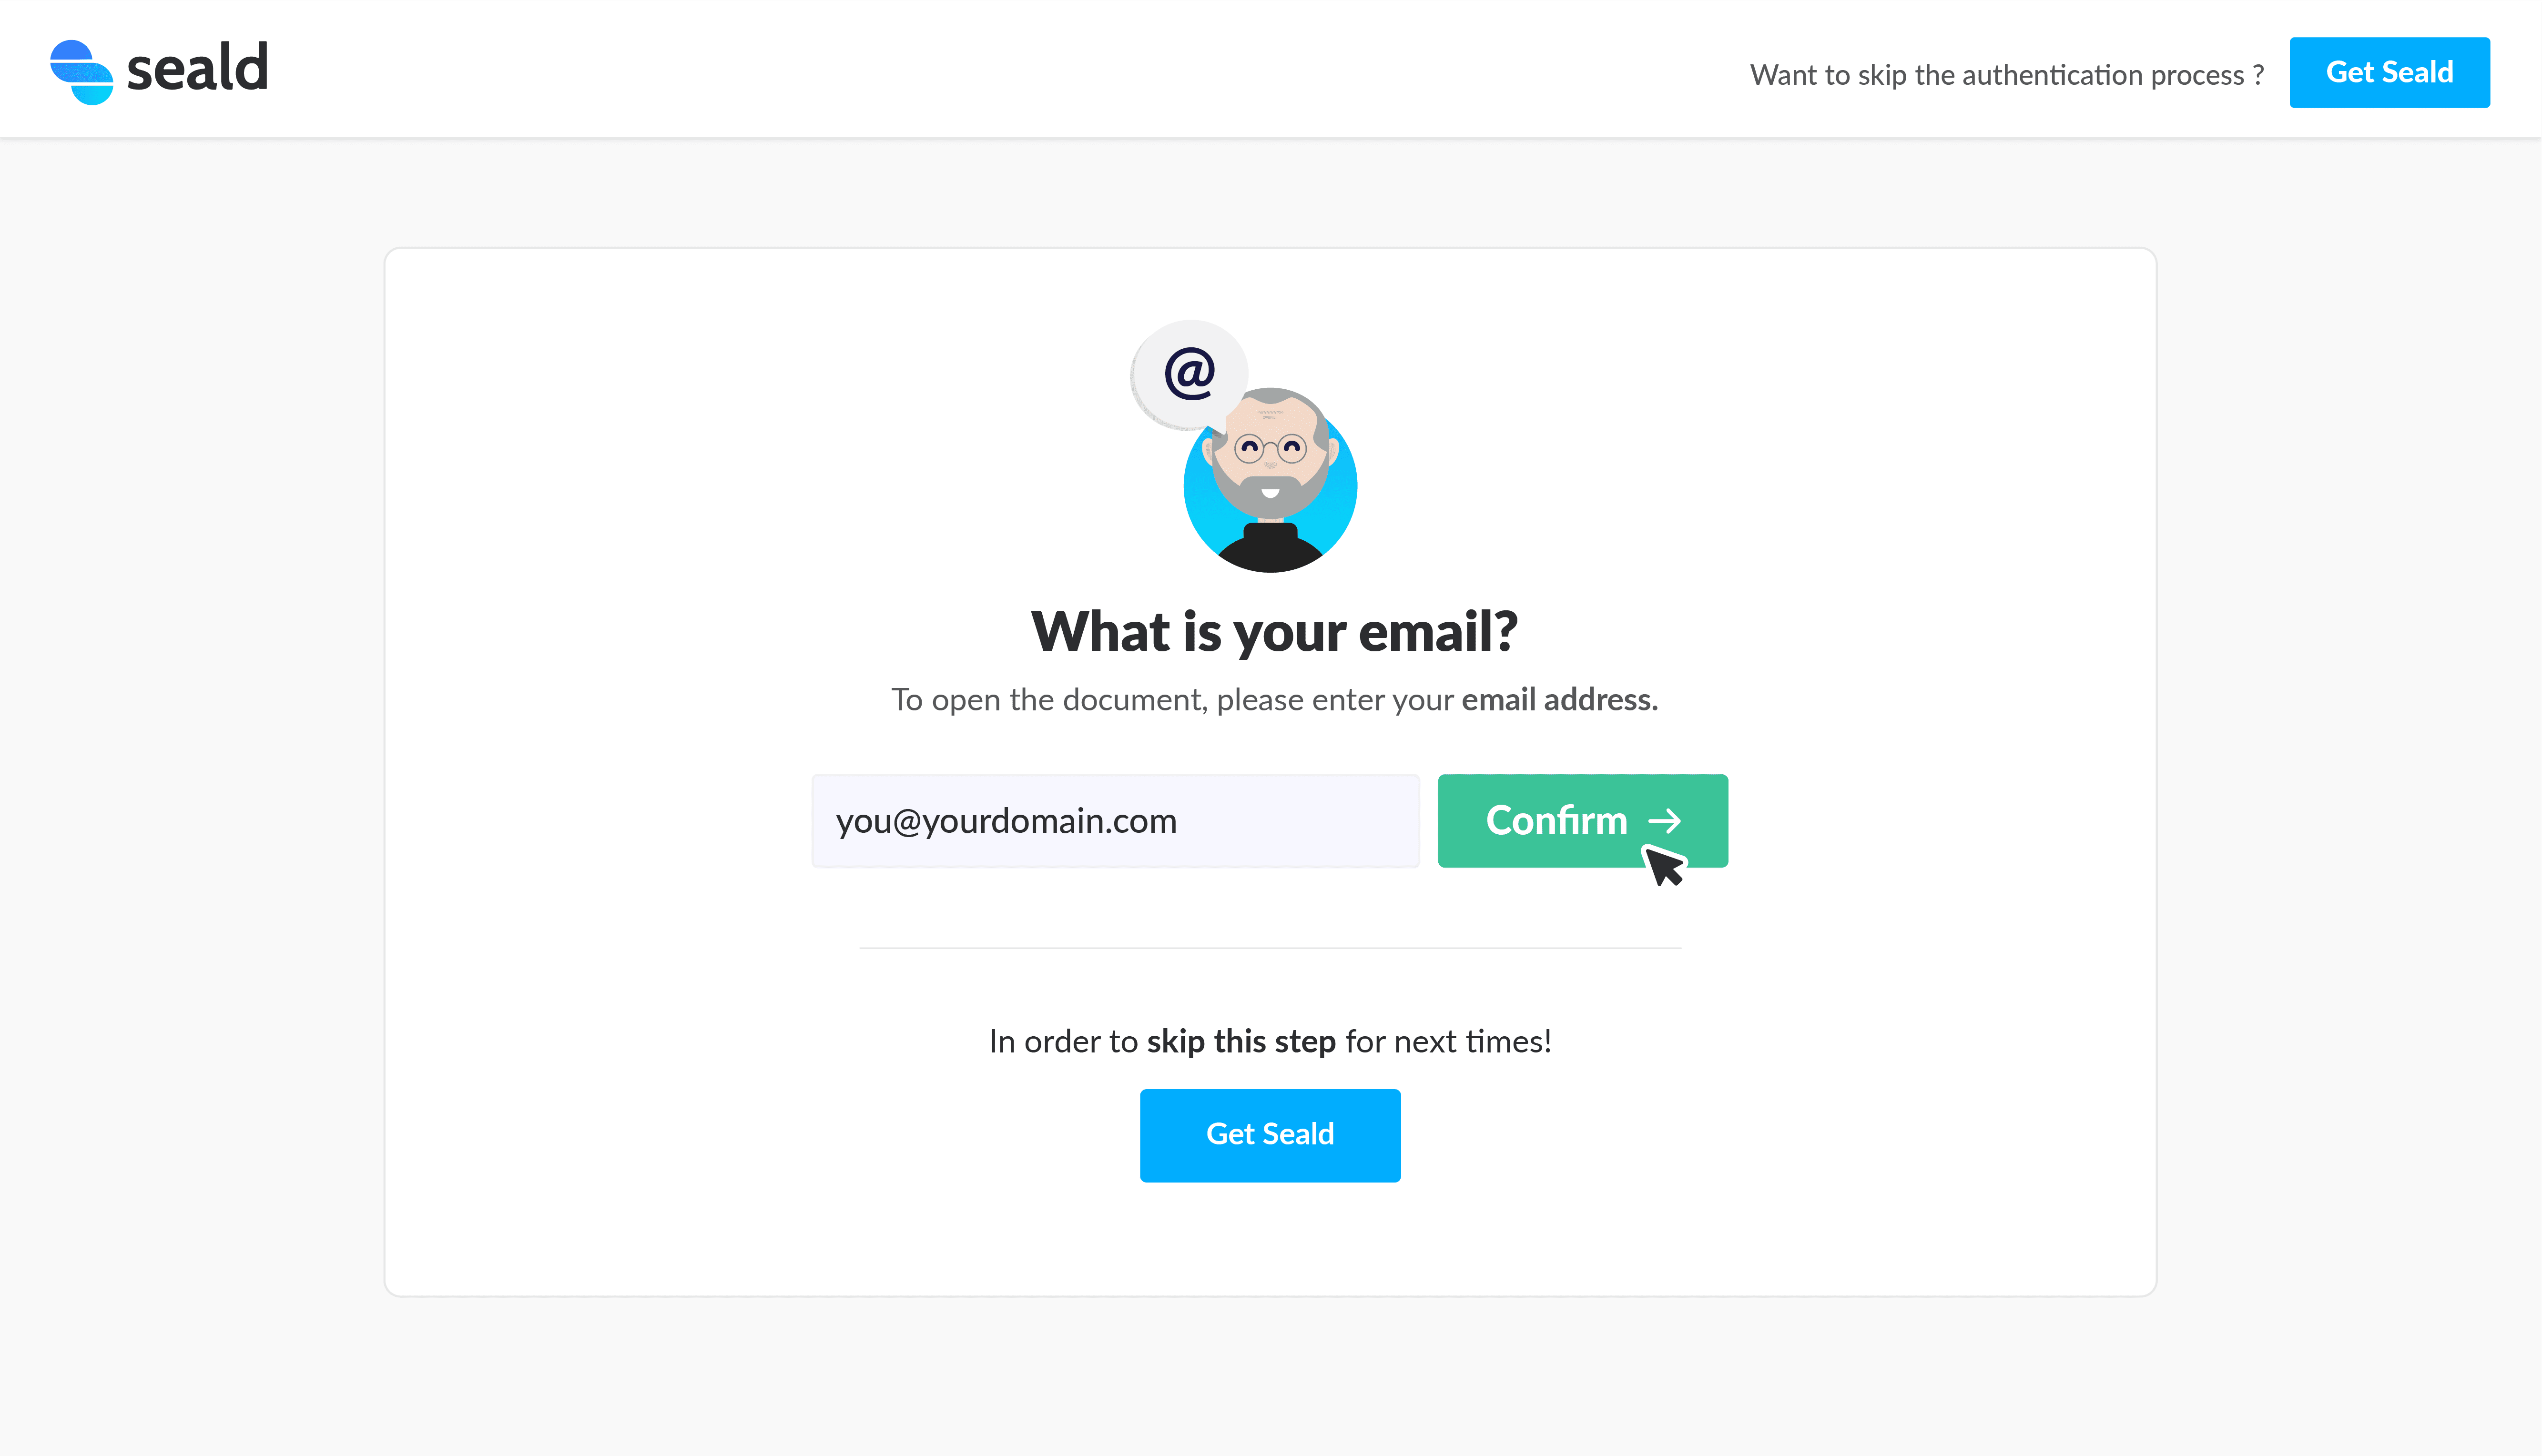 seald
Want to skip the authentication process ?
Get Seald
@
What is your email?
To open the document, please enter your email address.
you@yourdomain.com
Confirm →
In order to skip this step for next times!
Get Seald